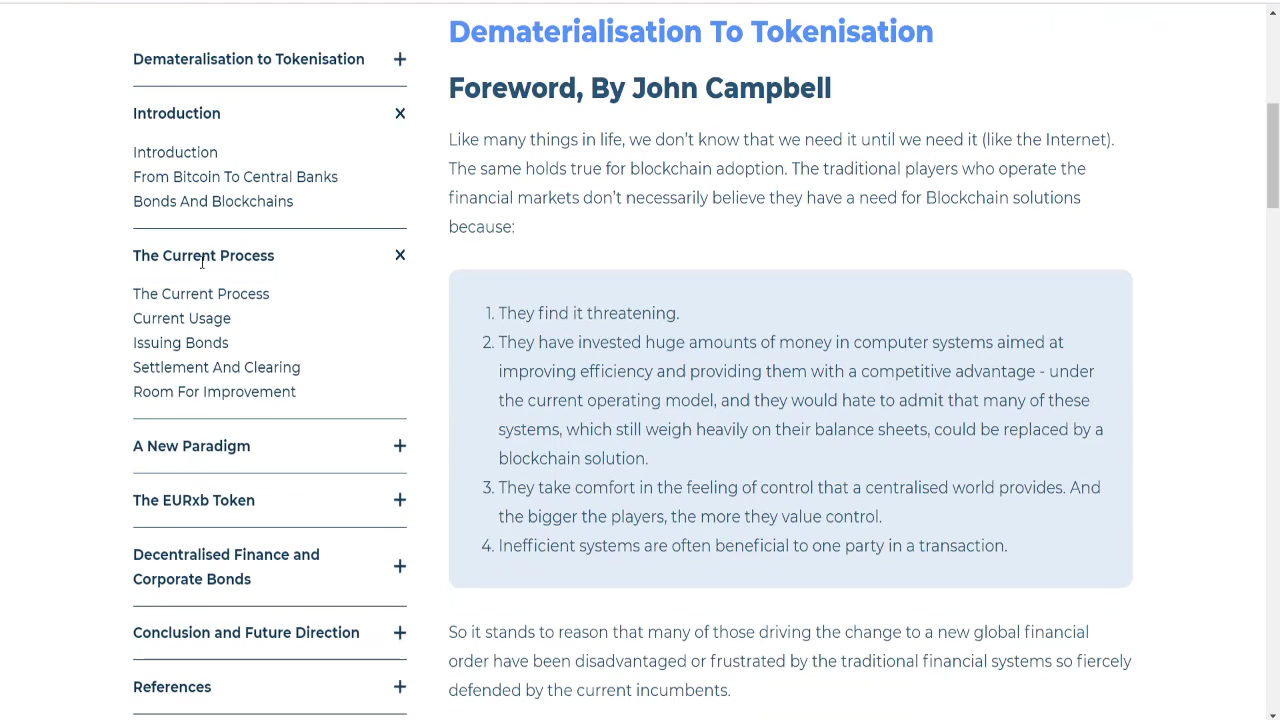 Demateralisation to Tokenisation
Introduction
Introduction
From Bitcoin To Central Banks
Bonds And Blockchains
The Current Process
The Current Process
Current Usage
Issuing Bonds
Settlement And Clearing
Room For Improvement
A New Paradigm
The EURxb Token
Decentralised Finance and
Corporate Bonds
Conclusion and Future Direction
References
Dematerialisation To Tokenisation
Foreword, By John Campbell
Like many things in life, we don’t know that we need it until we need it (like the Internet).
The same holds true for blockchain adoption. The traditional players who operate the
financial markets don’t necessarily believe they have a need for Blockchain solutions
because:
1. They find it threatening.
2. They have invested huge amounts of money in computer systems aimed at
improving efficiency and providing them with a competitive advantage - under
the current operating model, and they would hate to admit that many of these
systems, which still weigh heavily on their balance sheets, could be replaced by a
blockchain solution.
3. They take comfort in the feeling of control that a centralised world provides. And
the bigger the players, the more they value control.
4. Inefficient systems are often beneficial to one party in a transaction.
So it stands to reason that many of those driving the change to a new global financial
order have been disadvantaged or frustrated by the traditional financial systems so fiercely
defended by the current incumbents.